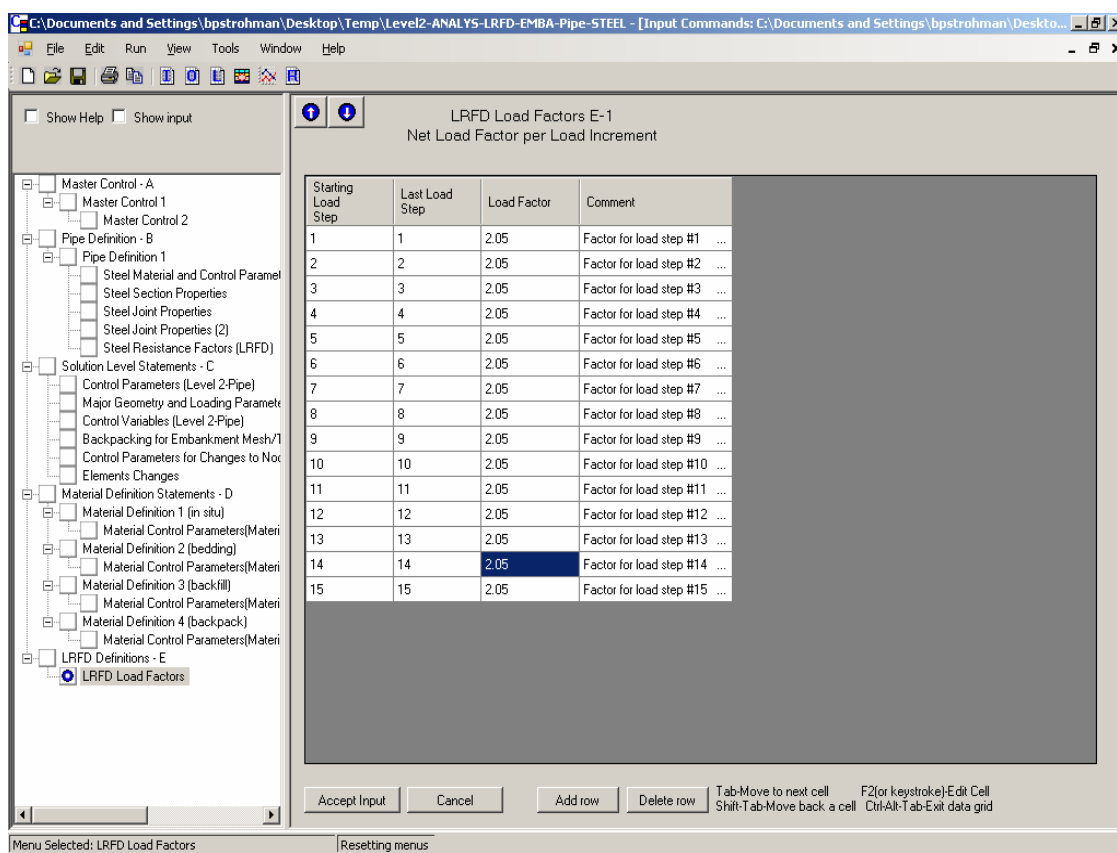 C:\Documents and Settings\bpstrohman\Desktop\Temp\Level2-ANALYS-LRFD-EMBA-Pipe-STEEL - [Input Commands: C:\Documents and Settings\bpstrohman\Deskto...
File Edit Run View Tools Window Help
Show Help Show input
Master Control - A
Master Control 1
Master Control 2
Pipe Definition - B
Pipe Definition 1
Steel Material and Control Paramet
Steel Section Properties
Steel Joint Properties
Steel Joint Properties (2)
Steel Resistance Factors (LRFD)
Solution Level Statements - C
Control Parameters (Level 2-Pipe)
Major Geometry and Loading Paramete
Control Variables (Level 2-Pipe)
Backpacking for Embankment Mesh/T
Control Parameters for Changes to Nod
Elements Changes
Material Definition Statements - D
Material Definition 1 (in situ)
Material Control Parameters(Materi
Material Definition 2 (bedding)
Material Control Parameters(Materi
Material Definition 3 (backfill)
Material Control Parameters(Materi
Material Definition 4 (backpack)
Material Control Parameters(Materi
LRFD Definitions - E
LRFD Load Factors
LRFD Load Factors E-1
Net Load Factor per Load Increment
Starting Load Step Last Load Step Load Factor Comment
1 1 2.05 Factor for load step #1 ...
2 2 2.05 Factor for load step #2 ...
3 3 2.05 Factor for load step #3 ...
4 4 2.05 Factor for load step #4 ...
5 5 2.05 Factor for load step #5 ...
6 6 2.05 Factor for load step #6 ...
7 7 2.05 Factor for load step #7 ...
8 8 2.05 Factor for load step #8 ...
9 9 2.05 Factor for load step #9 ...
10 10 2.05 Factor for load step #10 ...
11 11 2.05 Factor for load step #11 ...
12 12 2.05 Factor for load step #12 ...
13 13 2.05 Factor for load step #13 ...
14 14 2.05 Factor for load step #14 ...
15 15 2.05 Factor for load step #15 ...
Accept Input Cancel Add row Delete row
Tab-Move to next cell F2(or keystroke)-Edit Cell
Shift-Tab-Move back a cell Ctrl-Alt-Tab-Exit data grid
Menu Selected: LRFD Load Factors Resetting menus